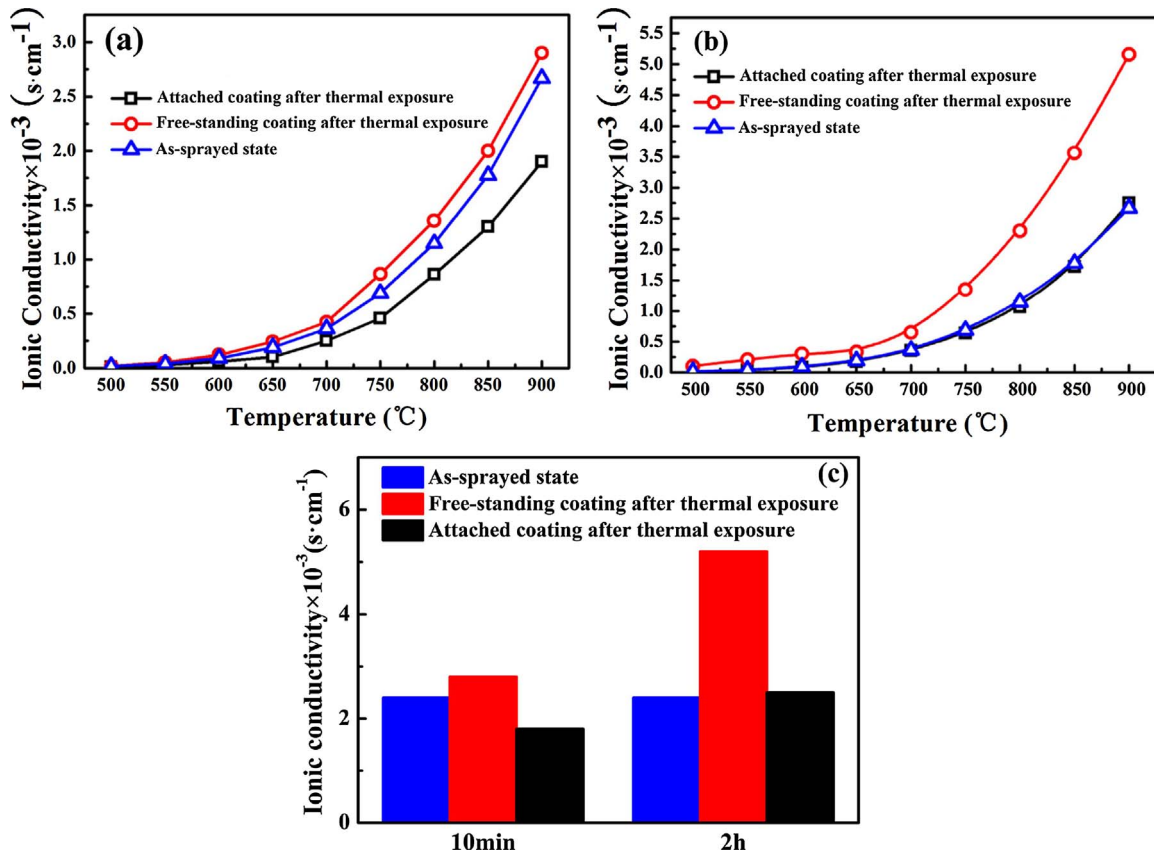 (a)
Ionic Conductivity×10⁻³ (s·cm⁻¹)
3.0
2.5
2.0
1.5
1.0
0.5
0.0
Attached coating after thermal exposure
Free-standing coating after thermal exposure
As-sprayed state
500 550 600 650 700 750 800 850 900
Temperature (℃)
(b)
Ionic Conductivity×10⁻³ (s·cm⁻¹)
5.5
5.0
4.5
4.0
3.5
3.0
2.5
2.0
1.5
1.0
0.5
0.0
Attached coating after thermal exposure
Free-standing coating after thermal exposure
As-sprayed state
500 550 600 650 700 750 800 850 900
Temperature (℃)
(c)
Ionic conductivity×10⁻³ (s·cm⁻¹)
6
4
2
0
As-sprayed state
Free-standing coating after thermal exposure
Attached coating after thermal exposure
10min 2h